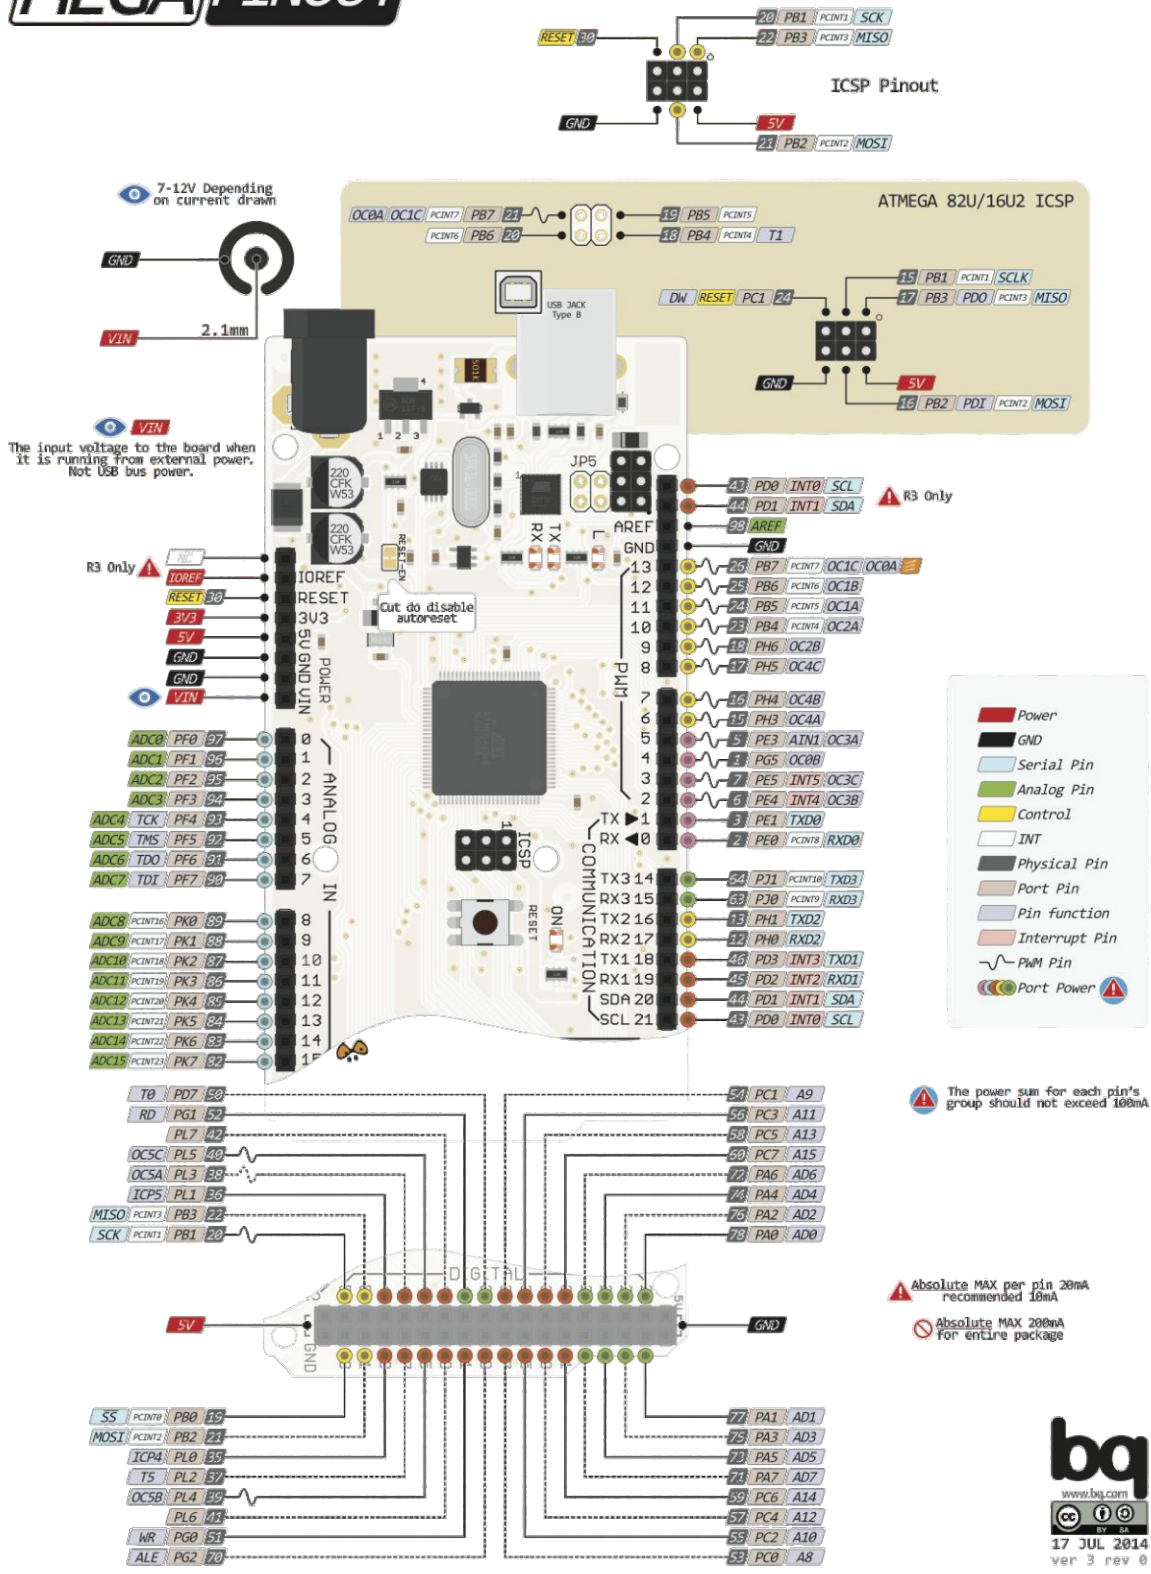 MEGA PINOUT
20 PB1 PCINT1 SCK
RESET 30 22 PB3 PCINT3 MISO
ICSP Pinout
GND 5V
21 PB2 PCINT2 MOSI
7-12V Depending
on current drawn
GND
VIN 2.1mm
ATMEGA 82U/16U2 ICSP
OC0A OC1C PCINT7 PB7 21 19 PB5 PCINT5
PCINT6 PB6 20 18 PB4 PCINT4 T1
15 PB1 PCINT1 SCLK
DW RESET PC1 24 17 PB3 PDO PCINT3 MISO
GND 5V
16 PB2 PDI PCINT2 MOSI
USB JACK
Type B
VIN
The input voltage to the board when
it is running from external power.
Not USB bus power.
4
1 2 3
220
CFK
W53
220
CFK
W53
JP5
1
RX TX L
RESET-EN
Cut do disable
autoreset
43 PD0 INT0 SCL
44 PD1 INT1 SDA
R3 Only
AREF 98 AREF
GND GND
13 26 PB7 PCINT7 OC1C OC0A
12 25 PB6 PCINT6 OC1B
11 24 PB5 PCINT5 OC1A
10 23 PB4 PCINT4 OC2A
9 18 PH6 OC2B
8 17 PH5 OC4C
PWM
7 16 PH4 OC4B
6 15 PH3 OC4A
5 5 PE3 AIN1 OC3A
4 1 PG5 OC0B
3 7 PE5 INT5 OC3C
2 6 PE4 INT4 OC3B
TX 1 3 PE1 TXD0
RX 0 2 PE0 PCINT8 RXD0
COMMUNICATION
TX3 14 64 PJ1 PCINT10 TXD3
RX3 15 63 PJ0 PCINT9 RXD3
TX2 16 13 PH1 TXD2
RX2 17 12 PH0 RXD2
TX1 18 46 PD3 INT3 TXD1
RX1 19 45 PD2 INT2 RXD1
SDA 20 44 PD1 INT1 SDA
SCL 21 43 PD0 INT0 SCL
NC
R3 Only
IOREF IOREF
RESET 30 RESET
3V3 3V3
5V 5V
GND GND
GND
VIN VIN
POWER
ADC0 PF0 97 0
ADC1 PF1 96 1
ADC2 PF2 95 2
ADC3 PF3 94 3
ADC4 TCK PF4 93 4
ADC5 TMS PF5 92 5
ADC6 TDO PF6 91 6
ADC7 TDI PF7 90 7
ANALOG IN
ADC8 PCINT16 PK0 89 8
ADC9 PCINT17 PK1 88 9
ADC10 PCINT18 PK2 87 10
ADC11 PCINT19 PK3 86 11
ADC12 PCINT20 PK4 85 12
ADC13 PCINT21 PK5 84 13
ADC14 PCINT22 PK6 83 14
ADC15 PCINT23 PK7 82 15
1
ICSP
RESET
ON
Power
GND
Serial Pin
Analog Pin
Control
INT
Physical Pin
Port Pin
Pin function
Interrupt Pin
PWM Pin
Port Power
The power sum for each pin's
group should not exceed 100mA
T0 PD7 50 54 PC1 A9
RD PG1 52 56 PC3 A11
PL7 42 58 PC5 A13
OC5C PL5 40 60 PC7 A15
OC5A PL3 38 72 PA6 AD6
ICP5 PL1 36 74 PA4 AD4
MISO PCINT3 PB3 22 76 PA2 AD2
SCK PCINT1 PB1 20 78 PA0 AD0
DIGITAL
5V GND
GND
Absolute MAX per pin 20mA
recommended 10mA
Absolute MAX 200mA
for entire package
SS PCINT0 PB0 19 77 PA1 AD1
MOSI PCINT2 PB2 21 75 PA3 AD3
ICP4 PL0 35 73 PA5 AD5
T5 PL2 37 71 PA7 AD7
OC5B PL4 39 59 PC6 A14
PL6 41 57 PC4 A12
WR PG0 51 55 PC2 A10
ALE PG2 70 53 PC0 A8
bq
www.bq.com
cc BY SA
17 JUL 2014
ver 3 rev 0